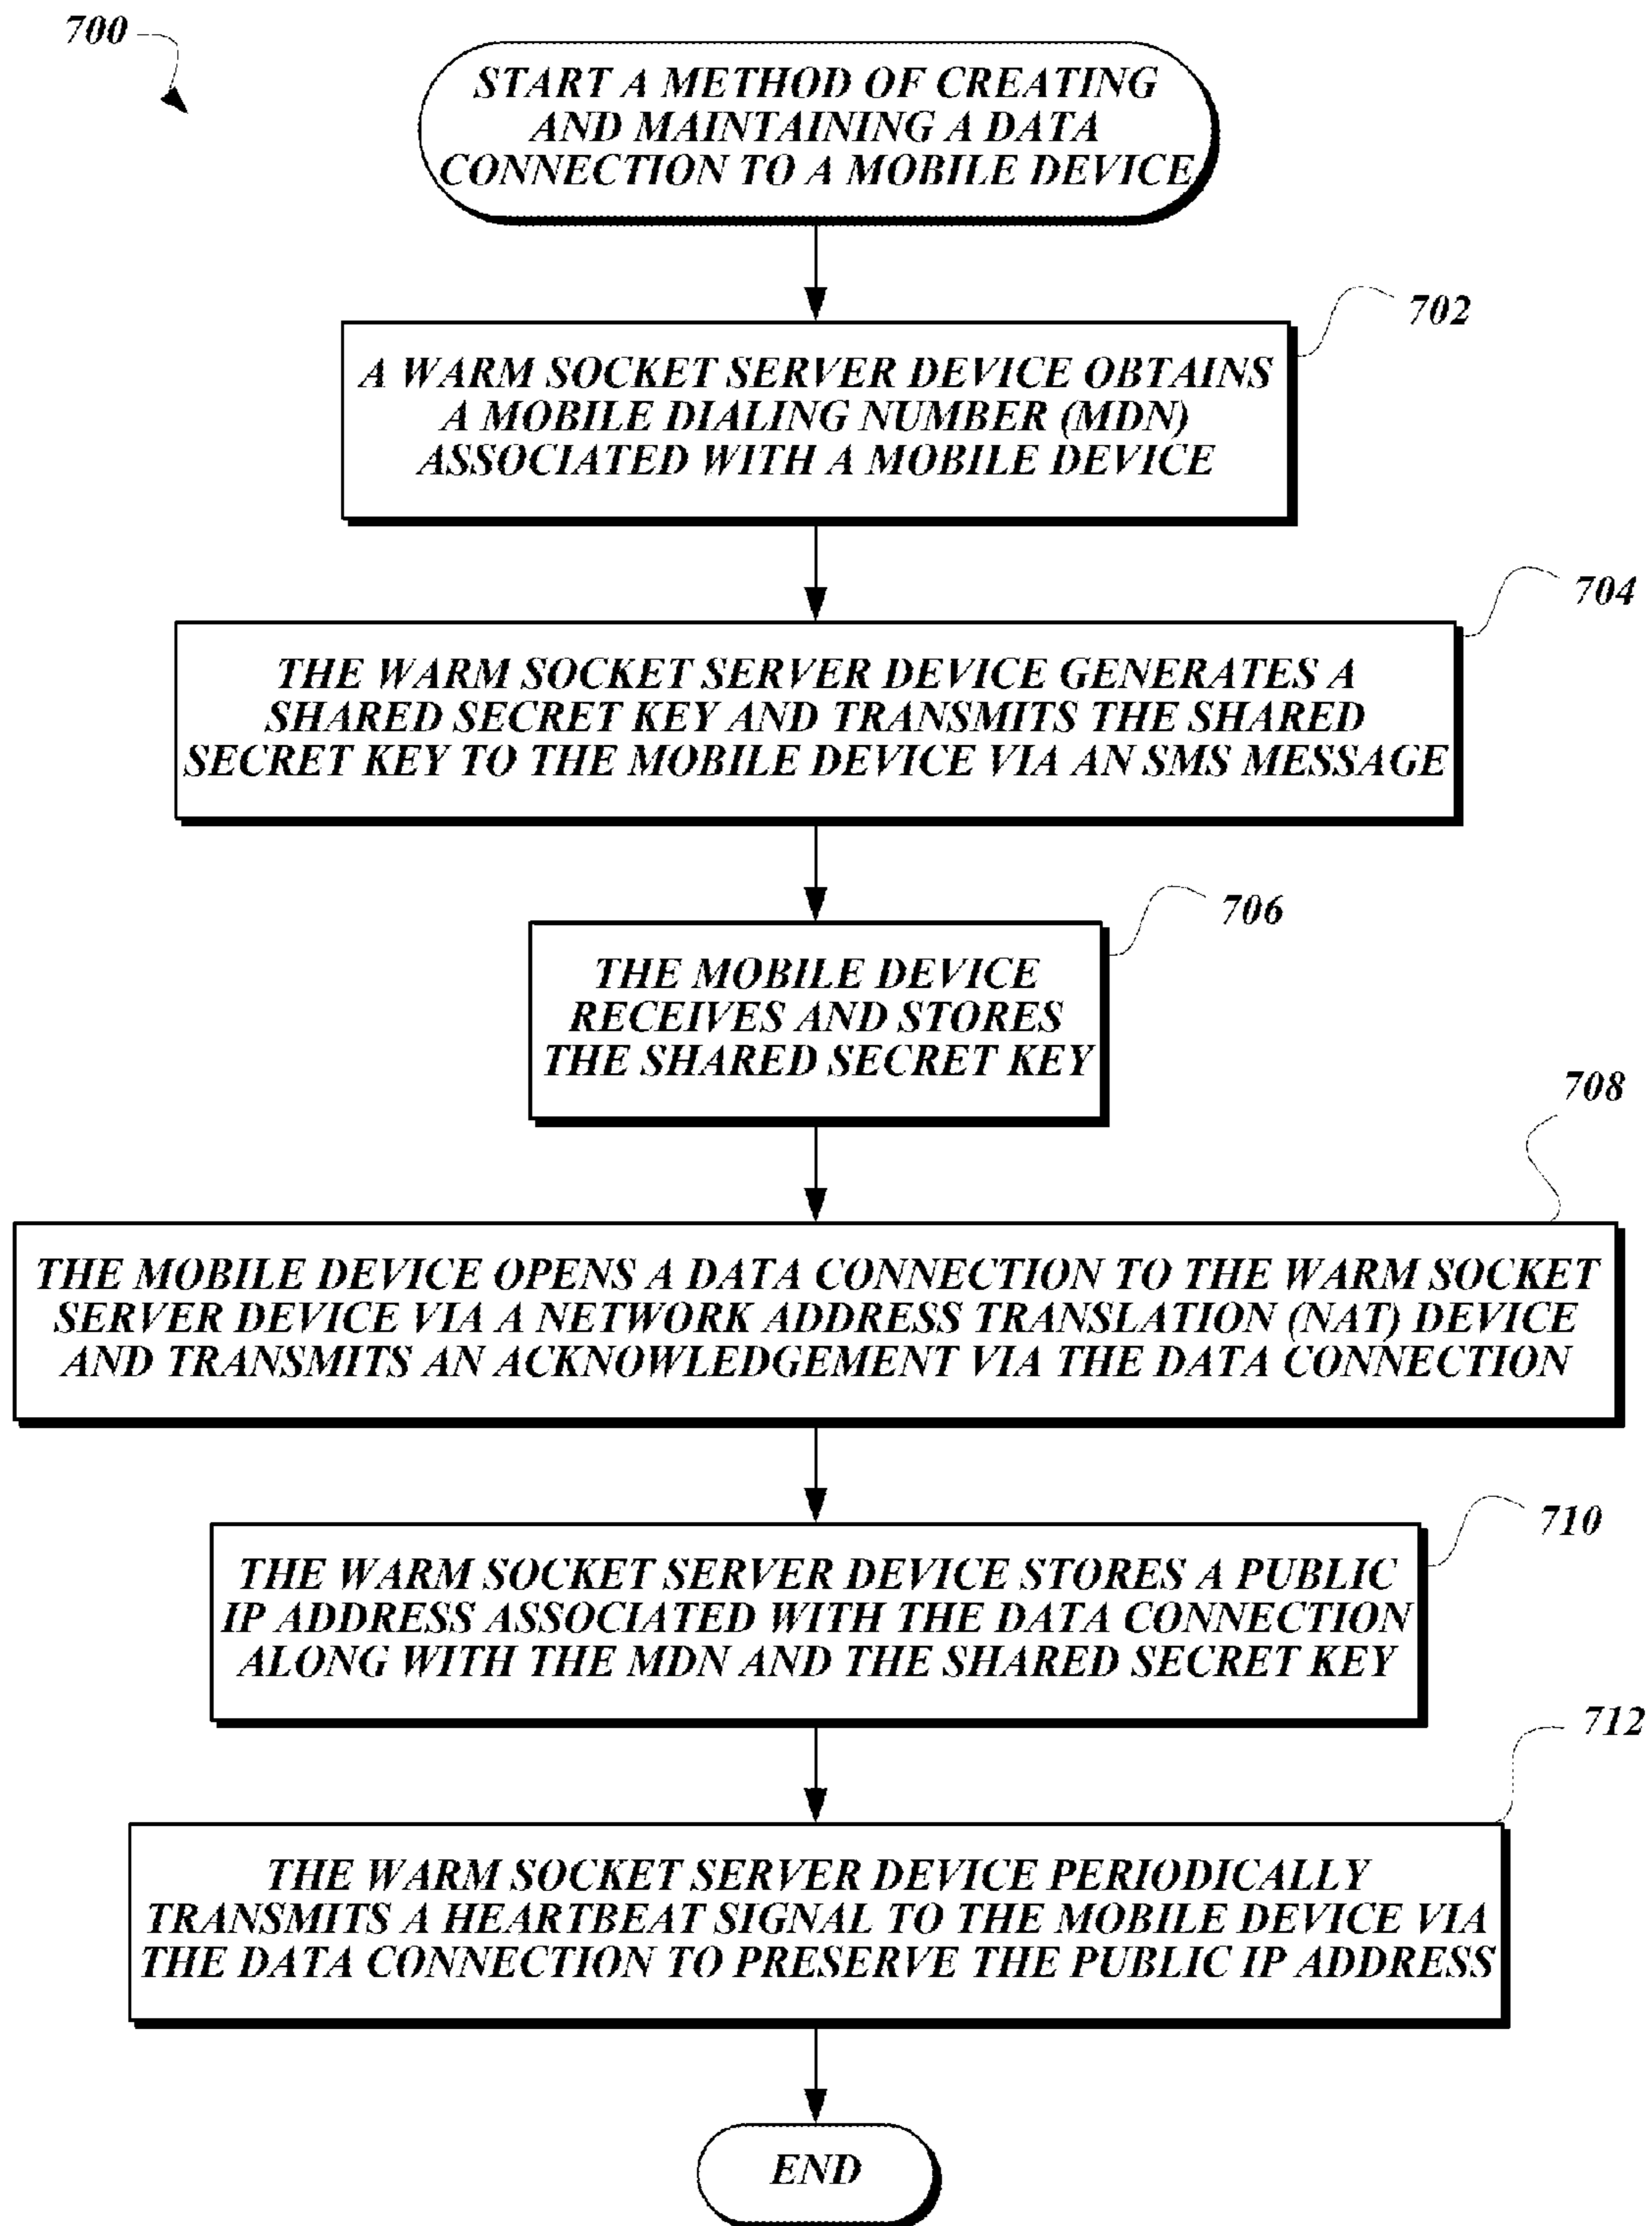 700
START A METHOD OF CREATING
AND MAINTAINING A DATA
CONNECTION TO A MOBILE DEVICE
702
A WARM SOCKET SERVER DEVICE OBTAINS
A MOBILE DIALING NUMBER (MDN)
ASSOCIATED WITH A MOBILE DEVICE
704
THE WARM SOCKET SERVER DEVICE GENERATES A
SHARED SECRET KEY AND TRANSMITS THE SHARED
SECRET KEY TO THE MOBILE DEVICE VIA AN SMS MESSAGE
706
THE MOBILE DEVICE
RECEIVES AND STORES
THE SHARED SECRET KEY
708
THE MOBILE DEVICE OPENS A DATA CONNECTION TO THE WARM SOCKET
SERVER DEVICE VIA A NETWORK ADDRESS TRANSLATION (NAT) DEVICE
AND TRANSMITS AN ACKNOWLEDGEMENT VIA THE DATA CONNECTION
710
THE WARM SOCKET SERVER DEVICE STORES A PUBLIC
IP ADDRESS ASSOCIATED WITH THE DATA CONNECTION
ALONG WITH THE MDN AND THE SHARED SECRET KEY
712
THE WARM SOCKET SERVER DEVICE PERIODICALLY
TRANSMITS A HEARTBEAT SIGNAL TO THE MOBILE DEVICE VIA
THE DATA CONNECTION TO PRESERVE THE PUBLIC IP ADDRESS
END